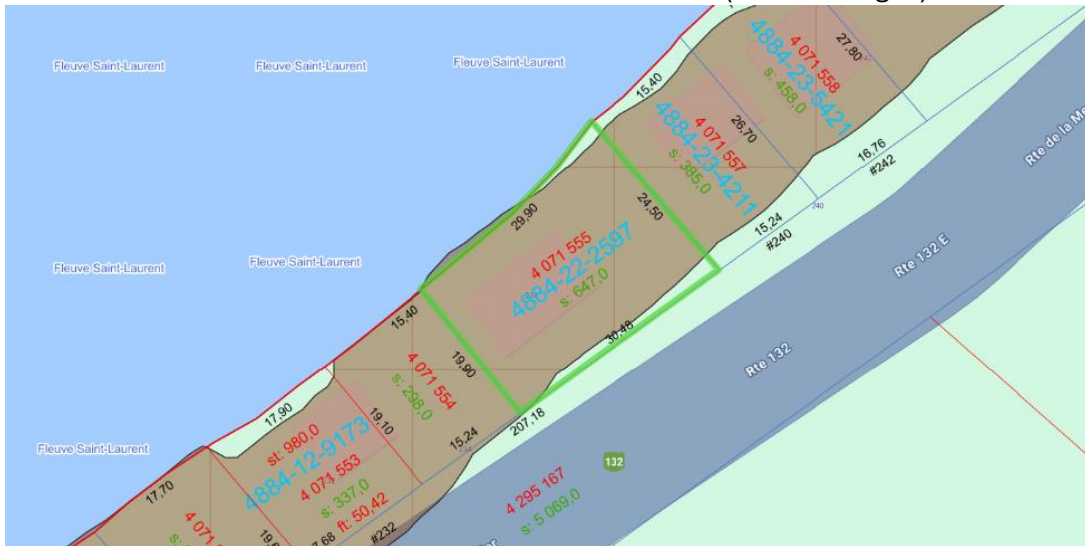 Fleuve Saint-Laurent
Fleuve Saint-Laurent
Fleuve Saint-Laurent
15,40
27,80
4 071 558
4884-23-5421
s: 458,0
26,70
4 071 557
4884-23-4211
s: 385,0
16,76
#242
Rte 132 E
29,90
24,50
4 071 555
4884-22-2597
s: 647,0
30,48
240
15,24
#240
Fleuve Saint-Laurent
Fleuve Saint-Laurent
15,40
19,90
4 071 554
s: 298,0
15,24
207,18
Rte 132
17,90
19,10
st: 980,0
4884-12-9173
4 071 553
s: 337,0
ft: 50,42
#232
Fleuve Saint-Laurent
17,70
132
4 295 167
s: 5 069,0